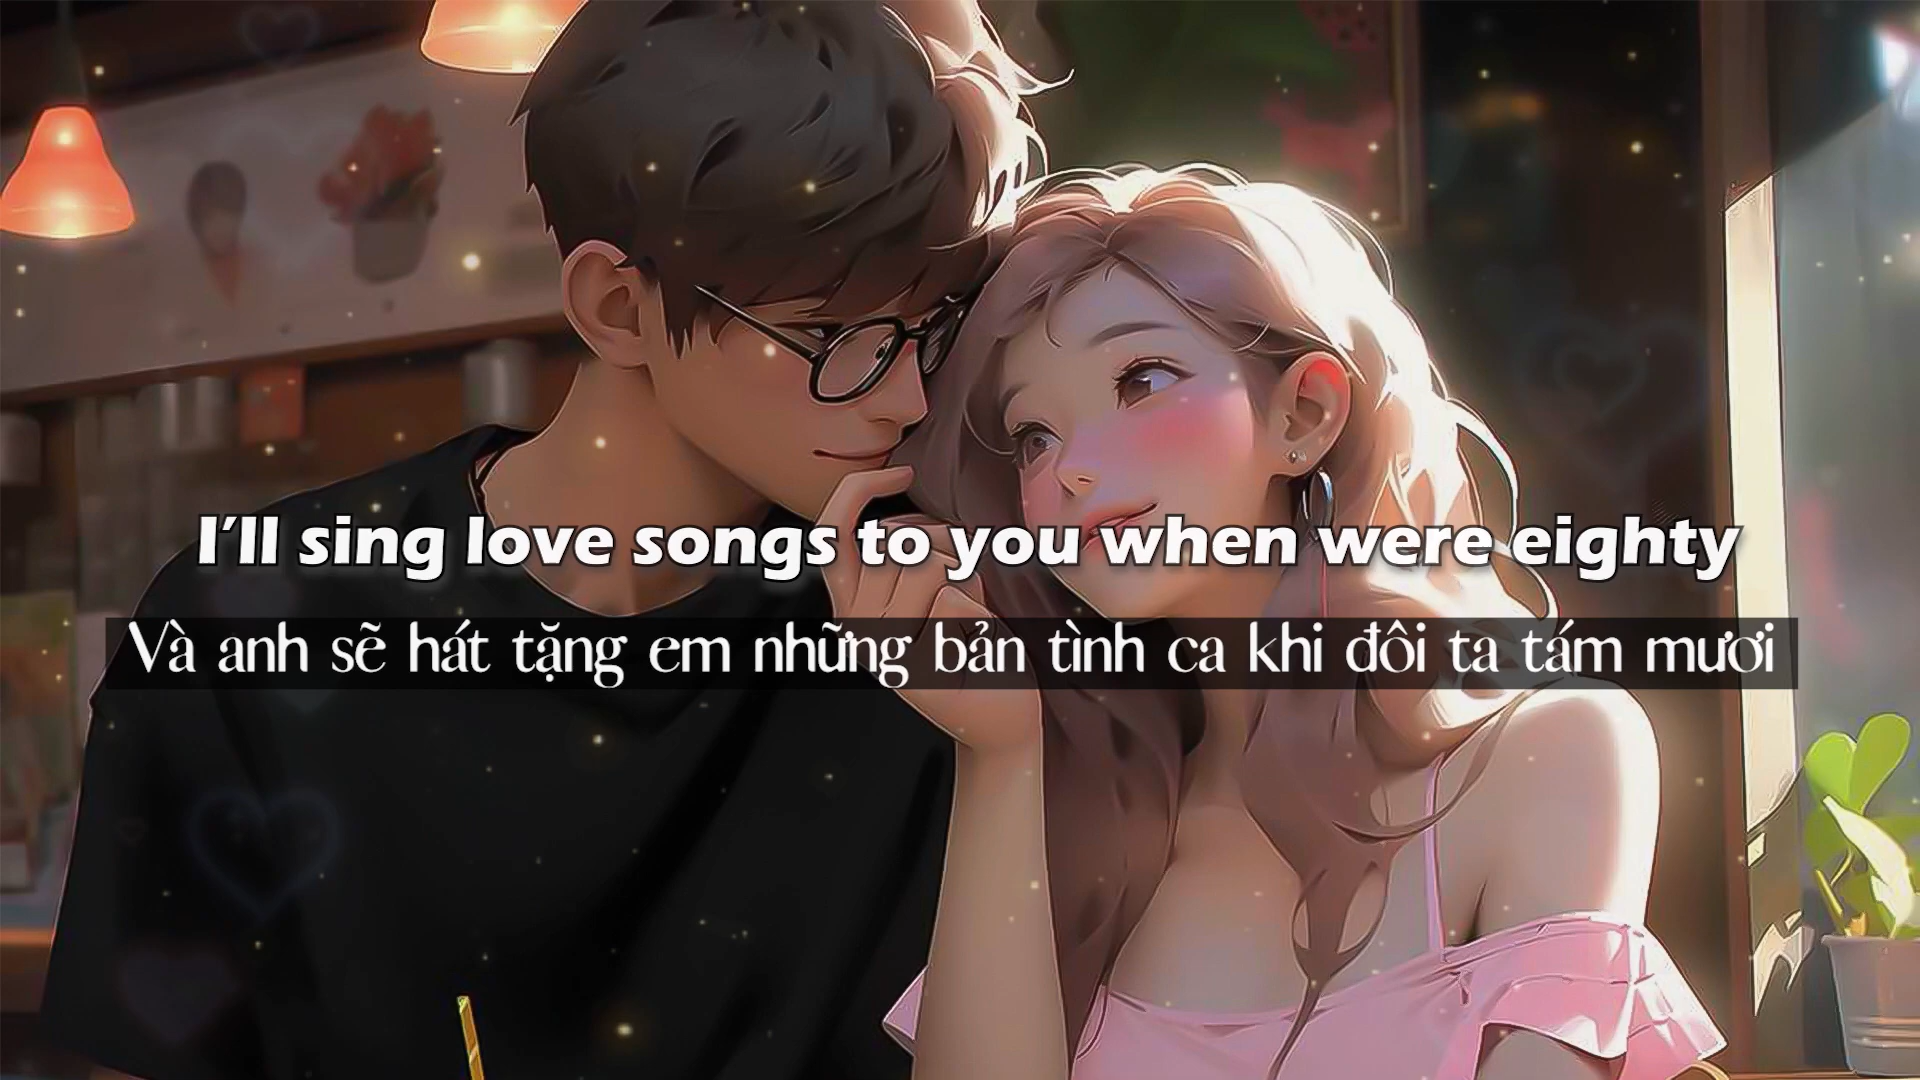 I'll sing love songs to you when were eighty
Và anh sẽ hát tặng em những bản tình ca khi đôi ta tám mươi